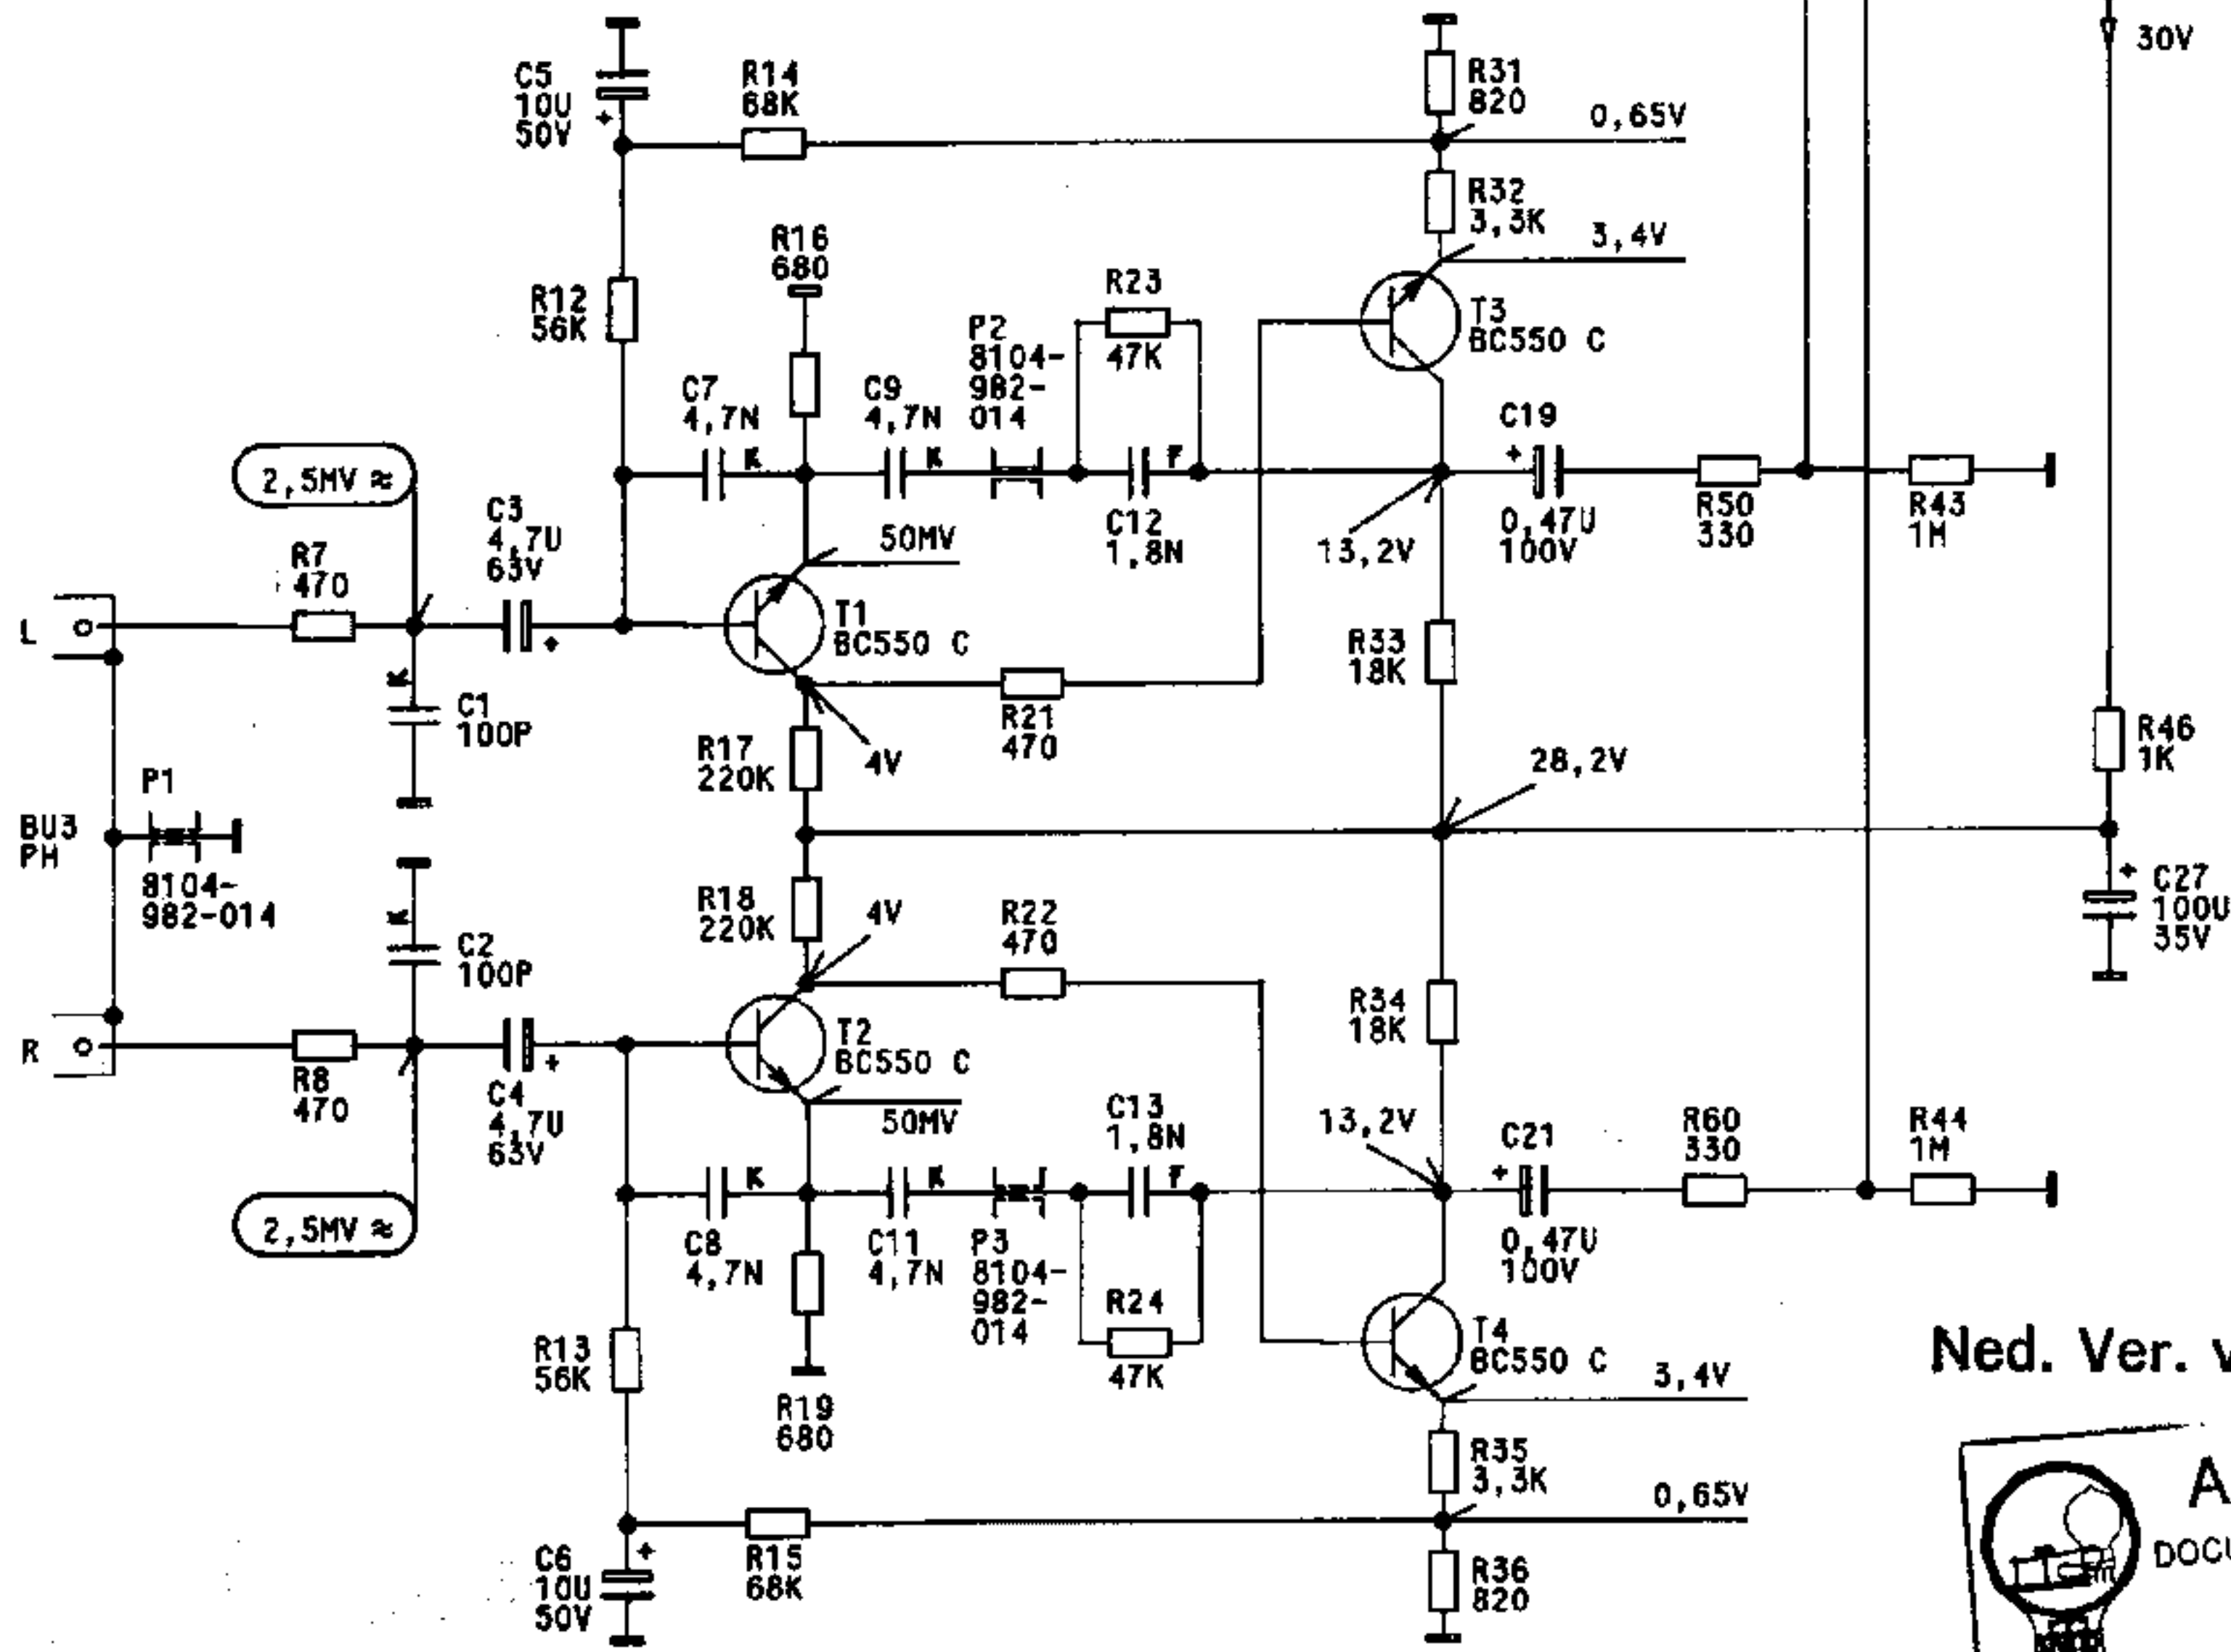 30V
C5
10U
50V
R14
68K
R31
820
0,65V
R32
3,3K
3,4V
R16
680
R12
56K
R23
47K
P2
8104-
982-
014
T3
BC550 C
C7
4,7N
K
C9
4,7N
K
F
C12
1,8N
C19
0,47U
100V
13,2V
R50
330
R43
1M
2,5MV ≈
C3
4,7U
63V
R7
470
50MV
L
T1
BC550 C
K
C1
100P
R33
18K
R21
470
R17
220K
4V
28,2V
R46
1K
P1
BU3
PH
8104-
982-014
K
C2
100P
R18
220K
4V
R22
470
C27
100U
35V
R34
18K
R
R8
470
C4
4,7U
63V
T2
BC550 C
50MV
C13
1,8N
13,2V
C21
0,47U
100V
R60
330
R44
1M
2,5MV ≈
K
C8
4,7N
K
C11
4,7N
P3
8104-
982-
014
F
R24
47K
R13
56K
R19
680
T4
BC550 C
3,4V
R35
3,3K
0,65V
C6
10U
50V
R15
68K
R36
820
Ned. Ver. v
A
DOCU